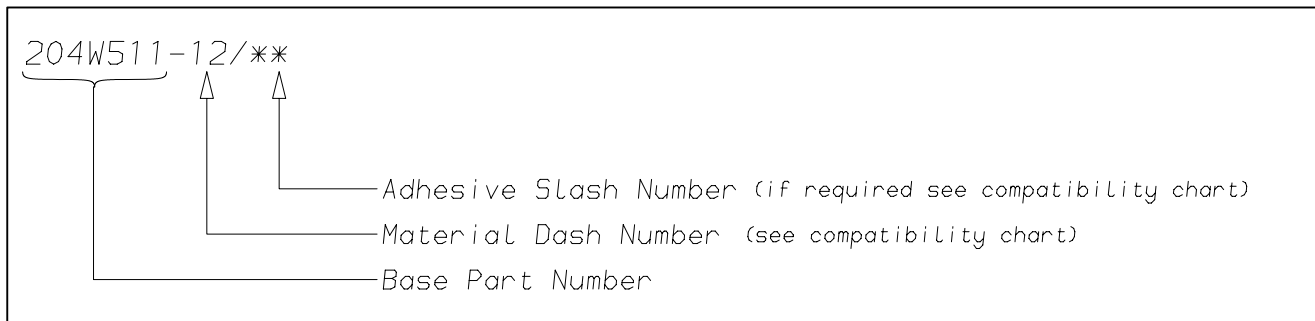 204W511-12/**
Adhesive Slash Number (if required see compatibility chart)
Material Dash Number (see compatibility chart)
Base Part Number